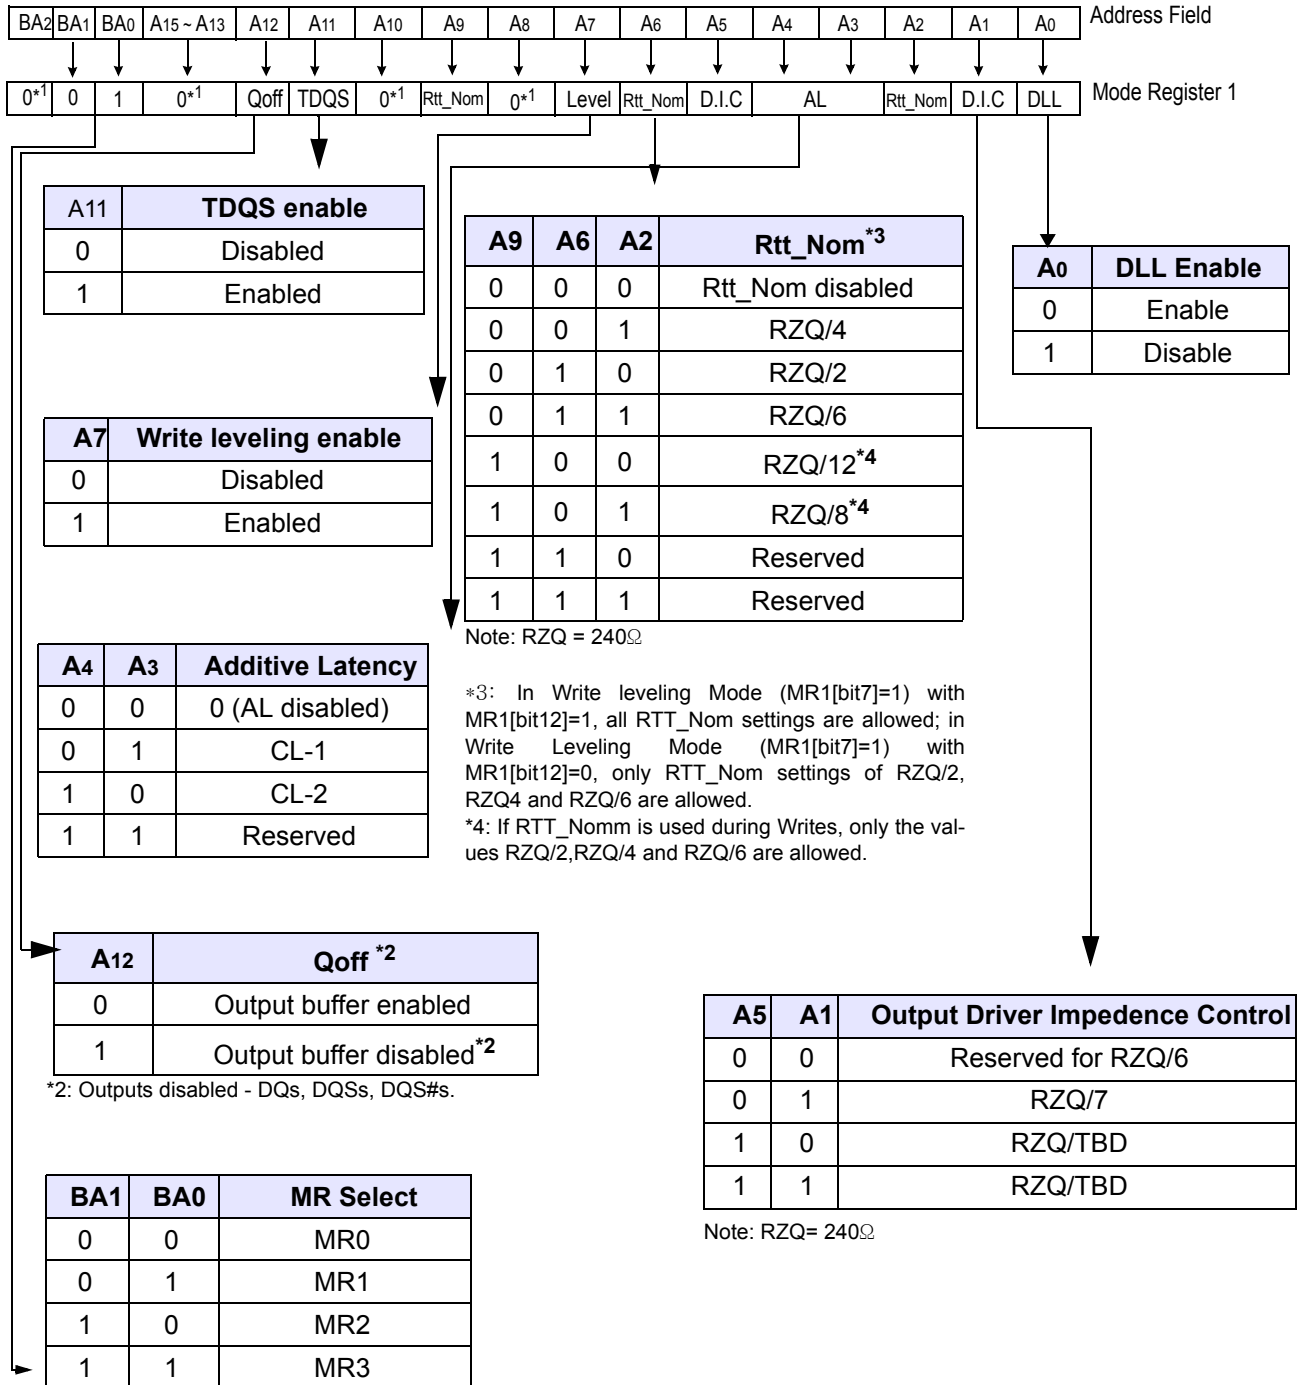 BA2 BA1 BA0 A15 ~ A13 A12 A11 A10 A9 A8 A7 A6 A5 A4 A3 A2 A1 A0 Address Field
0*1 0 1 0*1 Qoff TDQS 0*1 Rtt_Nom 0*1 Level Rtt_Nom D.I.C AL Rtt_Nom D.I.C DLL Mode Register 1
A11 TDQS enable
0 Disabled
1 Enabled
A9 A6 A2 Rtt_Nom*3
0 0 0 Rtt_Nom disabled
0 0 1 RZQ/4
0 1 0 RZQ/2
0 1 1 RZQ/6
1 0 0 RZQ/12*4
1 0 1 RZQ/8*4
1 1 0 Reserved
1 1 1 Reserved
Note: RZQ = 240Ω
A0 DLL Enable
0 Enable
1 Disable
A7 Write leveling enable
0 Disabled
1 Enabled
A4 A3 Additive Latency
0 0 0 (AL disabled)
0 1 CL-1
1 0 CL-2
1 1 Reserved
*3: In Write leveling Mode (MR1[bit7]=1) with
MR1[bit12]=1, all RTT_Nom settings are allowed; in
Write Leveling Mode (MR1[bit7]=1) with
MR1[bit12]=0, only RTT_Nom settings of RZQ/2,
RZQ4 and RZQ/6 are allowed.
*4: If RTT_Nomm is used during Writes, only the val-
ues RZQ/2,RZQ/4 and RZQ/6 are allowed.
A12 Qoff *2
0 Output buffer enabled
1 Output buffer disabled*2
*2: Outputs disabled - DQs, DQSs, DQS#s.
A5 A1 Output Driver Impedence Control
0 0 Reserved for RZQ/6
0 1 RZQ/7
1 0 RZQ/TBD
1 1 RZQ/TBD
Note: RZQ= 240Ω
BA1 BA0 MR Select
0 0 MR0
0 1 MR1
1 0 MR2
1 1 MR3